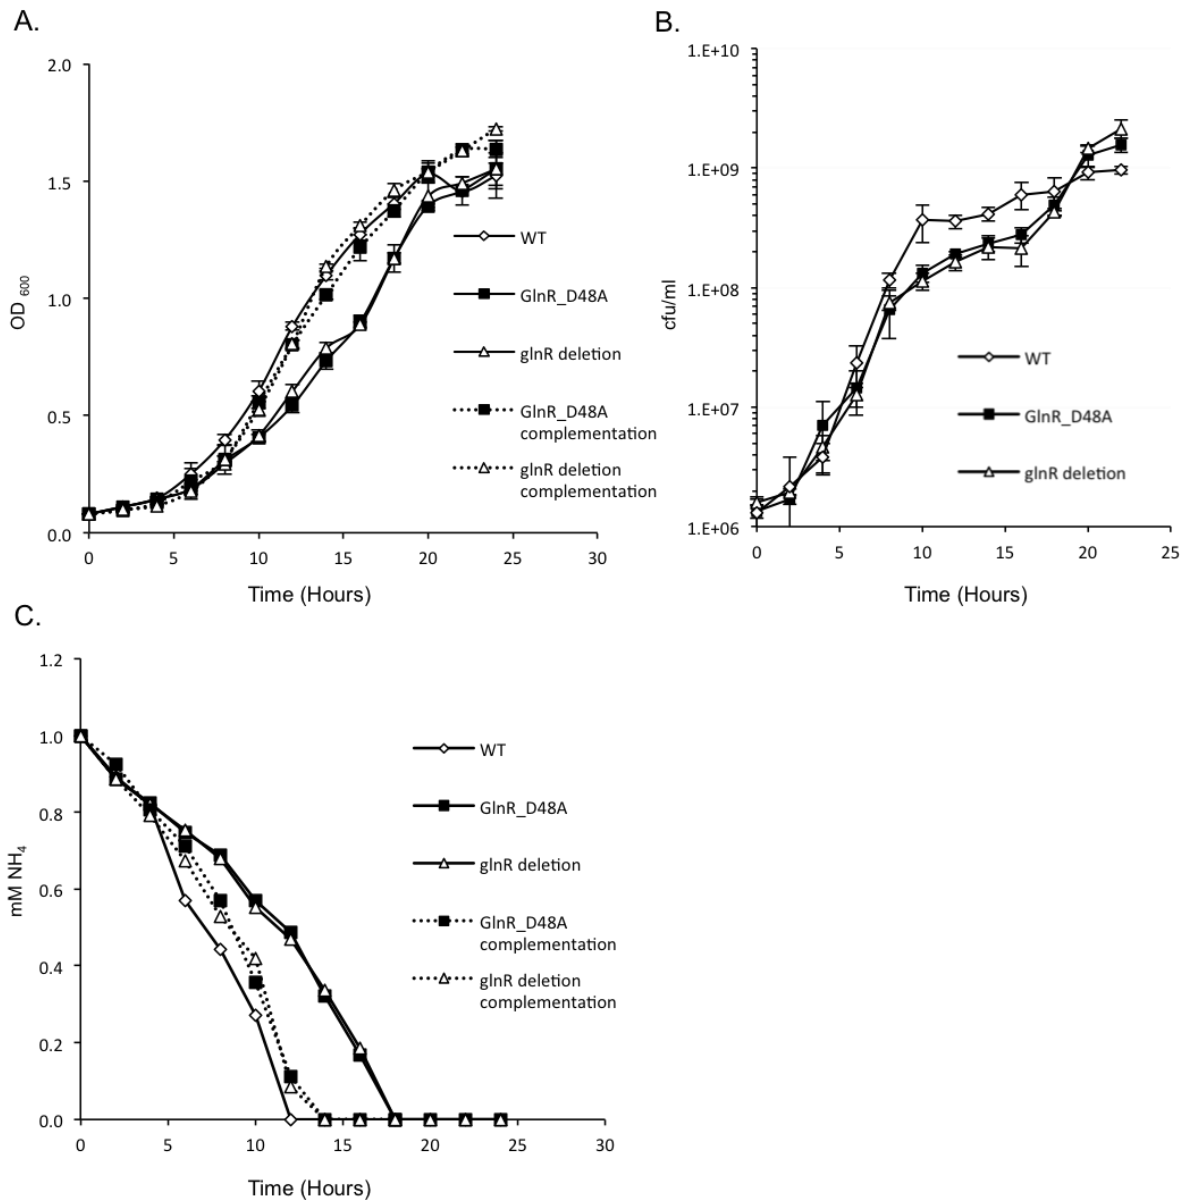 A.
2.0
1.5
1.0
0.5
0.0
OD 600
0 5 10 15 20 25 30
Time (Hours)
WT
GlnR_D48A
glnR deletion
GlnR_D48A
complementation
glnR deletion
complementation
B.
1.E+10
1.E+09
1.E+08
1.E+07
1.E+06
cfu/ml
0 5 10 15 20 25
Time (Hours)
WT
GlnR_D48A
glnR deletion
C.
1.2
1.0
0.8
0.6
0.4
0.2
0.0
mM NH4
0 5 10 15 20 25 30
Time (Hours)
WT
GlnR_D48A
glnR deletion
GlnR_D48A
complementation
glnR deletion
complementation